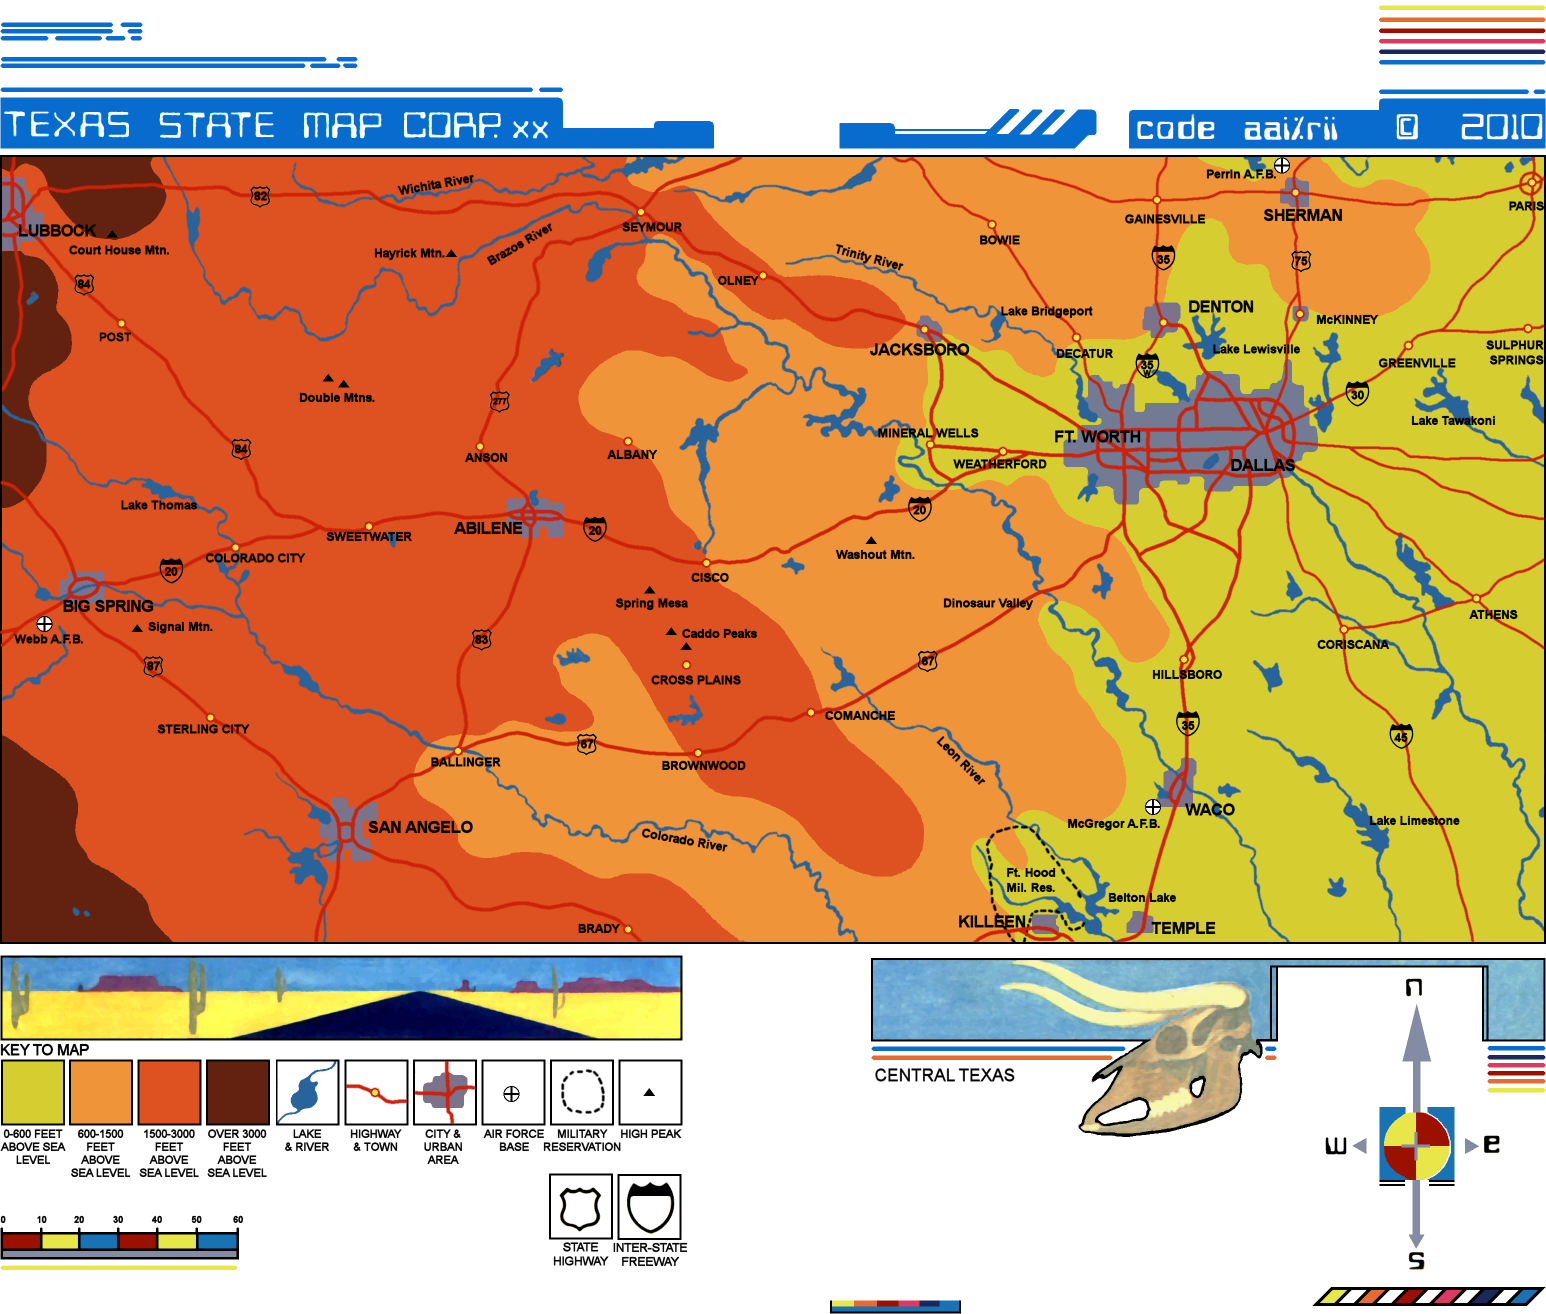 TEXAS STATE MAP CORP. xx
code aai%rii © 2010
Perrin A.F.B.
Wichita River
82
PARIS
SHERMAN
GAINESVILLE
SEYMOUR
LUBBOCK
Court House Mtn.
Hayrick Mtn.
Brazos River
BOWIE
Trinity River
35
75
84
OLNEY
DENTON
Lake Bridgeport
McKINNEY
POST
JACKSBORO
DECATUR
Lake Lewisville
SULPHUR
SPRINGS
GREENVILLE
35
W
30
Double Mtns.
277
Lake Tawakoni
MINERAL WELLS
FT. WORTH
84
ANSON
ALBANY
WEATHERFORD
DALLAS
Lake Thomas
20
ABILENE
20
SWEETWATER
Washout Mtn.
COLORADO CITY
20
CISCO
BIG SPRING
Spring Mesa
Dinosaur Valley
ATHENS
Signal Mtn.
Webb A.F.B.
83
Caddo Peaks
CORISCANA
87
67
CROSS PLAINS
HILLSBORO
STERLING CITY
COMANCHE
35
45
67
BALLINGER
BROWNWOOD
Leon River
WACO
McGregor A.F.B.
Lake Limestone
SAN ANGELO
Colorado River
Ft. Hood
Mil. Res.
Belton Lake
BRADY
KILLEEN
TEMPLE
KEY TO MAP
0-600 FEET
ABOVE SEA
LEVEL
600-1500
FEET
ABOVE
SEA LEVEL
1500-3000
FEET
ABOVE
SEA LEVEL
OVER 3000
FEET
ABOVE
SEA LEVEL
LAKE
& RIVER
HIGHWAY
& TOWN
CITY &
URBAN
AREA
AIR FORCE
BASE
MILITARY
RESERVATION
HIGH PEAK
STATE
HIGHWAY
INTER-STATE
FREEWAY
0 10 20 30 40 50 60
CENTRAL TEXAS
n
w
e
s